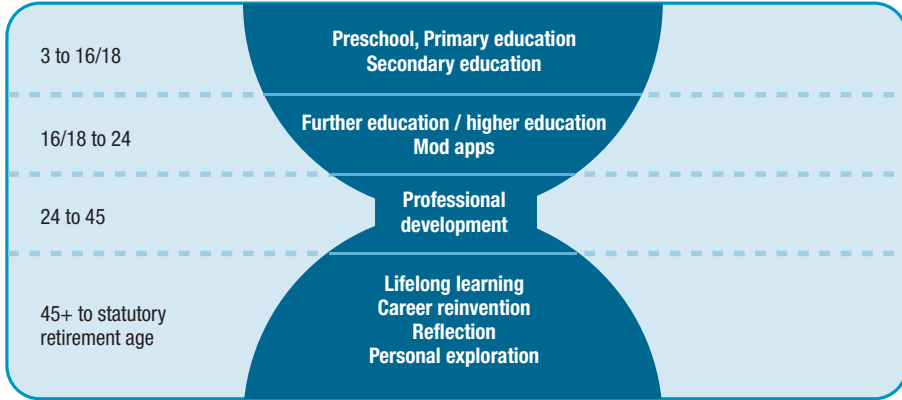 3 to 16/18
Preschool, Primary education
Secondary education
16/18 to 24
Further education / higher education
Mod apps
24 to 45
Professional
development
45+ to statutory
retirement age
Lifelong learning
Career reinvention
Reflection
Personal exploration